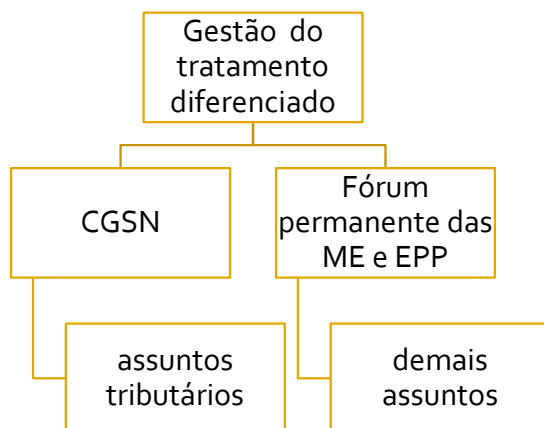 Gestão do
tratamento
diferenciado
CGSN
Fórum
permanente das
ME e EPP
assuntos
tributários
demais
assuntos